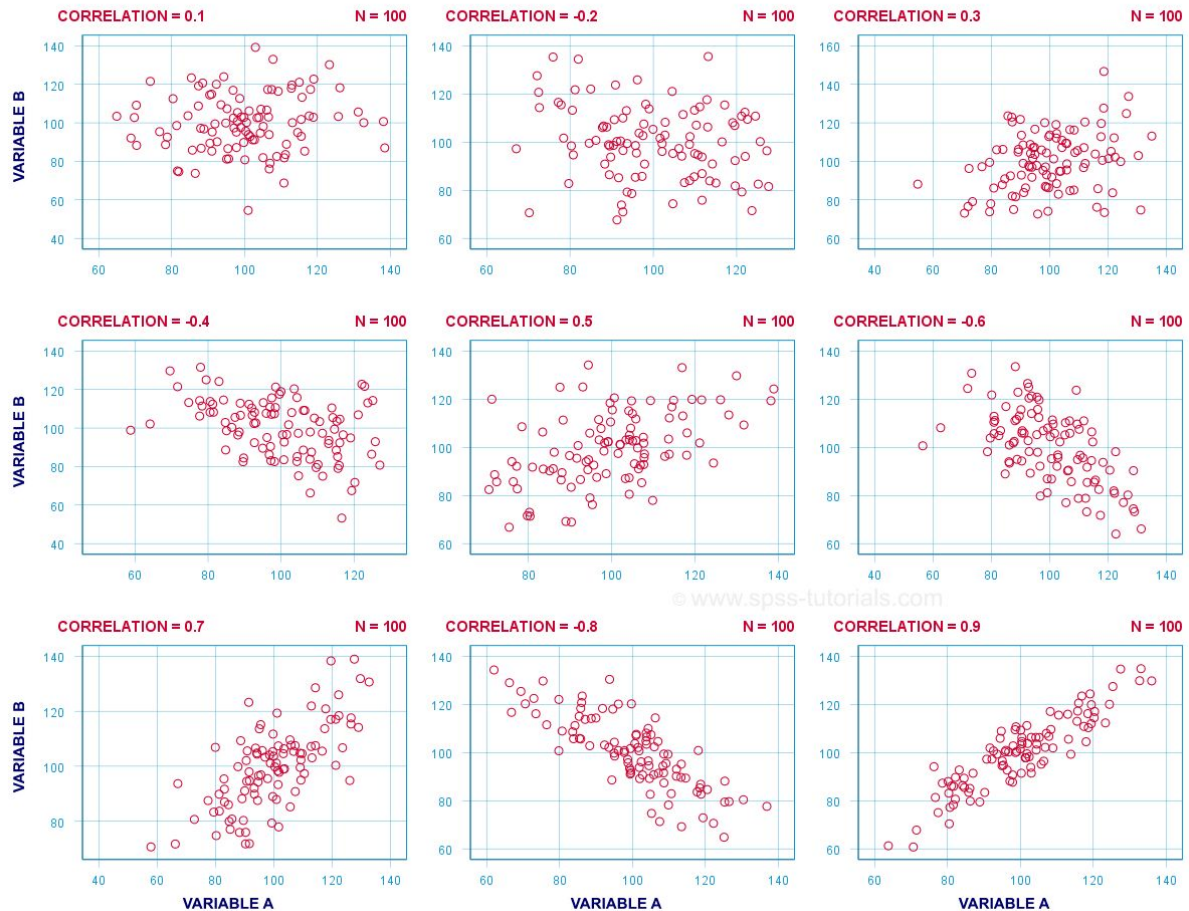 CORRELATION = 0.1 N = 100
CORRELATION = -0.2 N = 100
CORRELATION = 0.3 N = 100
VARIABLE B
140
120
100
80
60
40
60 80 100 120 140
140
120
100
80
60
60 80 100 120
160
140
120
100
80
60
40 60 80 100 120 140
CORRELATION = -0.4 N = 100
CORRELATION = 0.5 N = 100
CORRELATION = -0.6 N = 100
VARIABLE B
140
120
100
80
60
40
60 80 100 120
140
120
100
80
60
80 100 120 140
140
120
100
80
60
40 60 80 100 120 140
© www.spss-tutorials.com
CORRELATION = 0.7 N = 100
CORRELATION = -0.8 N = 100
CORRELATION = 0.9 N = 100
VARIABLE B
140
120
100
80
40 60 80 100 120 140
VARIABLE A
140
120
100
80
60
60 80 100 120 140
VARIABLE A
140
120
100
80
60
60 80 100 120 140
VARIABLE A